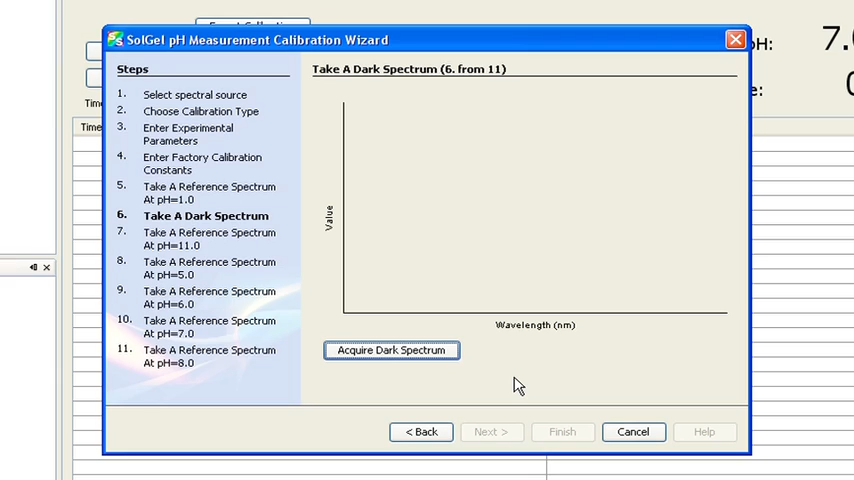 SolGel pH Measurement Calibration Wizard
pH:
7.
Steps
Take A Dark Spectrum (6. from 11)
1. Select spectral source
2. Choose Calibration Type
3. Enter Experimental
Parameters
4. Enter Factory Calibration
Constants
5. Take A Reference Spectrum
At pH=1.0
6. Take A Dark Spectrum
7. Take A Reference Spectrum
At pH=11.0
8. Take A Reference Spectrum
At pH=5.0
9. Take A Reference Spectrum
At pH=6.0
10. Take A Reference Spectrum
At pH=7.0
11. Take A Reference Spectrum
At pH=8.0
Time
Time
e:
Value
Wavelength (nm)
Acquire Dark Spectrum
< Back
Next >
Finish
Cancel
Help